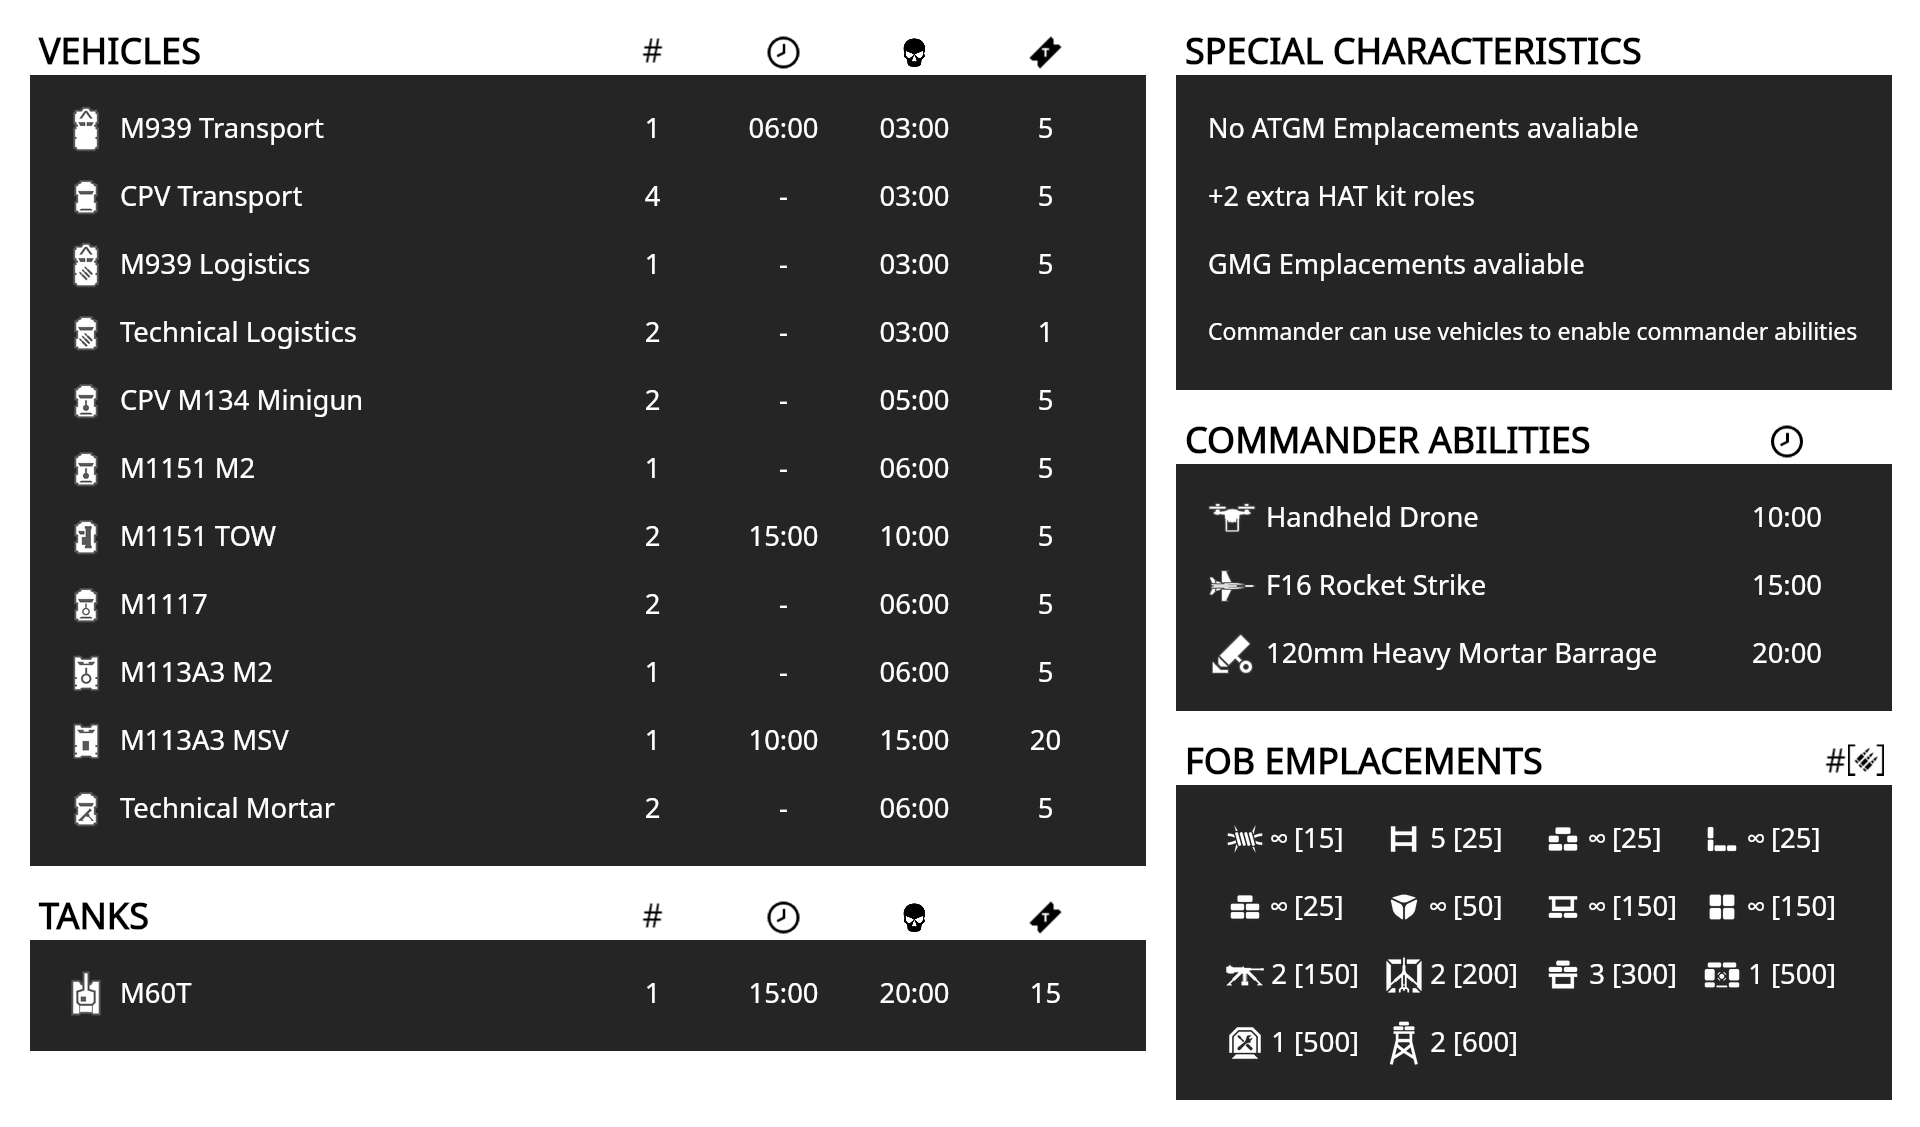 VEHICLES #
M939 Transport 1 06:00 03:00 5
CPV Transport 4 - 03:00 5
M939 Logistics 1 - 03:00 5
Technical Logistics 2 - 03:00 1
CPV M134 Minigun 2 - 05:00 5
M1151 M2 1 - 06:00 5
M1151 TOW 2 15:00 10:00 5
M1117 2 - 06:00 5
M113A3 M2 1 - 06:00 5
M113A3 MSV 1 10:00 15:00 20
Technical Mortar 2 - 06:00 5
TANKS #
M60T 1 15:00 20:00 15
SPECIAL CHARACTERISTICS
No ATGM Emplacements avaliable
+2 extra HAT kit roles
GMG Emplacements avaliable
Commander can use vehicles to enable commander abilities
COMMANDER ABILITIES
Handheld Drone 10:00
F16 Rocket Strike 15:00
120mm Heavy Mortar Barrage 20:00
FOB EMPLACEMENTS #[]
∞ [15] 5 [25] ∞ [25] ∞ [25]
∞ [25] ∞ [50] ∞ [150] ∞ [150]
2 [150] 2 [200] 3 [300] 1 [500]
1 [500] 2 [600]